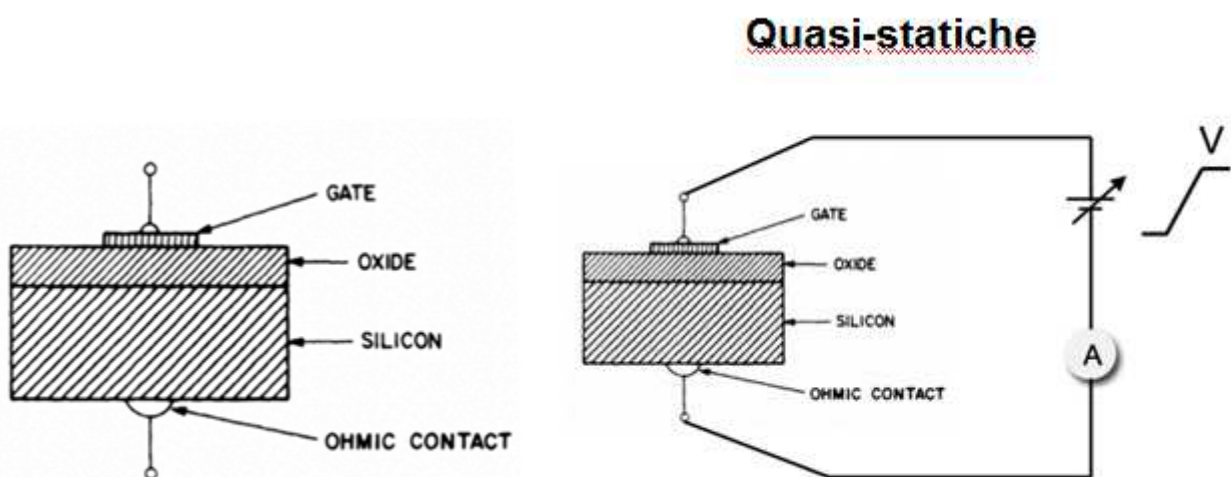 Quasi-statiche
GATE
OXIDE
SILICON
OHMIC CONTACT
V
GATE
OXIDE
SILICON
A
OHMIC CONTACT